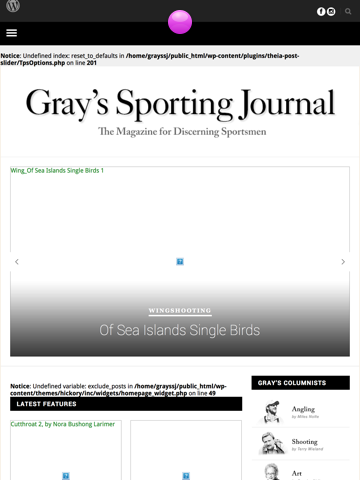 Notice: Undefined index: reset_to_defaults in /home/grayssj/public_html/wp-content/plugins/theia-post-
slider/TpsOptions.php on line 201
Gray's Sporting Journal
The Magazine for Discerning Sportsmen
Wing_Of Sea Islands Single Birds 1
WINGSHOOTING
Of Sea Islands Single Birds
Notice: Undefined variable: exclude_posts in /home/grayssj/public_html/wp-
content/themes/hickory/inc/widgets/homepage_widget.php on line 49
LATEST FEATURES
Cutthroat 2, by Nora Bushong Larimer
GRAY'S COLUMNISTS
Angling
by Miles Nolte
Shooting
by Terry Wieland
Art